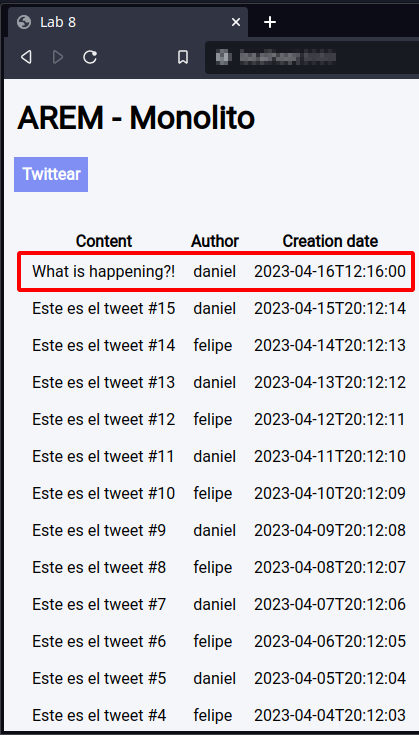 Lab 8
AREM - Monolito
Twittear
Content Author Creation date
What is happening?! daniel 2023-04-16T12:16:00
Este es el tweet #15 daniel 2023-04-15T20:12:14
Este es el tweet #14 felipe 2023-04-14T20:12:13
Este es el tweet #13 daniel 2023-04-13T20:12:12
Este es el tweet #12 felipe 2023-04-12T20:12:11
Este es el tweet #11 daniel 2023-04-11T20:12:10
Este es el tweet #10 felipe 2023-04-10T20:12:09
Este es el tweet #9 daniel 2023-04-09T20:12:08
Este es el tweet #8 felipe 2023-04-08T20:12:07
Este es el tweet #7 daniel 2023-04-07T20:12:06
Este es el tweet #6 felipe 2023-04-06T20:12:05
Este es el tweet #5 daniel 2023-04-05T20:12:04
Este es el tweet #4 felipe 2023-04-04T20:12:03